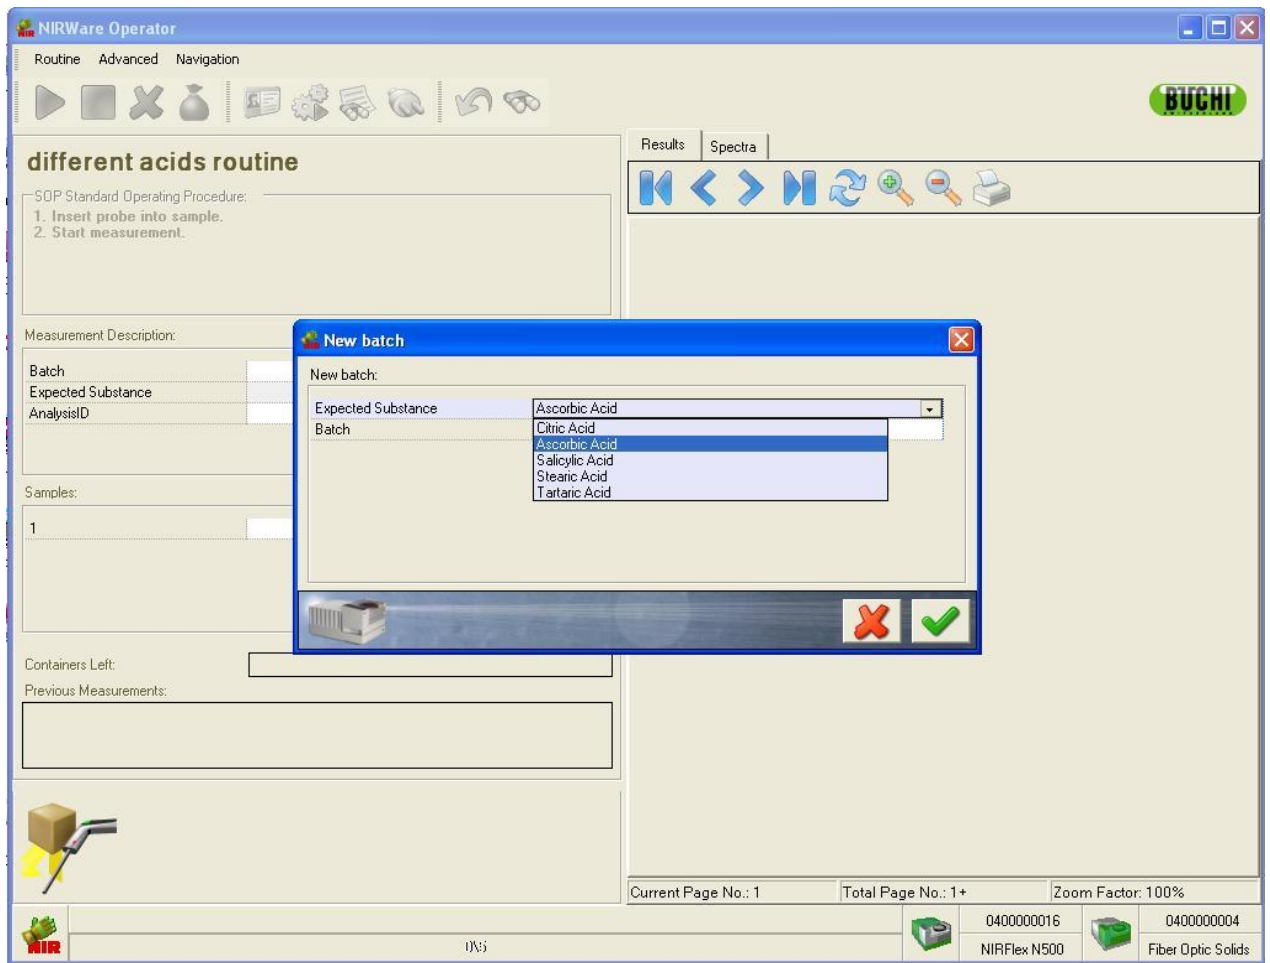 NIRWare Operator
Routine Advanced Navigation
BUCHI
different acids routine
SOP Standard Operating Procedure:
1. Insert probe into sample.
2. Start measurement.
Measurement Description:
Batch
Expected Substance
AnalysisID
Samples:
1
Containers Left:
Previous Measurements:
Results Spectra
New batch
New batch:
Expected Substance Ascorbic Acid
Batch
Citric Acid
Ascorbic Acid
Salicylic Acid
Stearic Acid
Tartaric Acid
Current Page No.: 1 Total Page No.: 1+ Zoom Factor: 100%
NIR
0400000016
NIRFlex N500
0400000004
Fiber Optic Solids